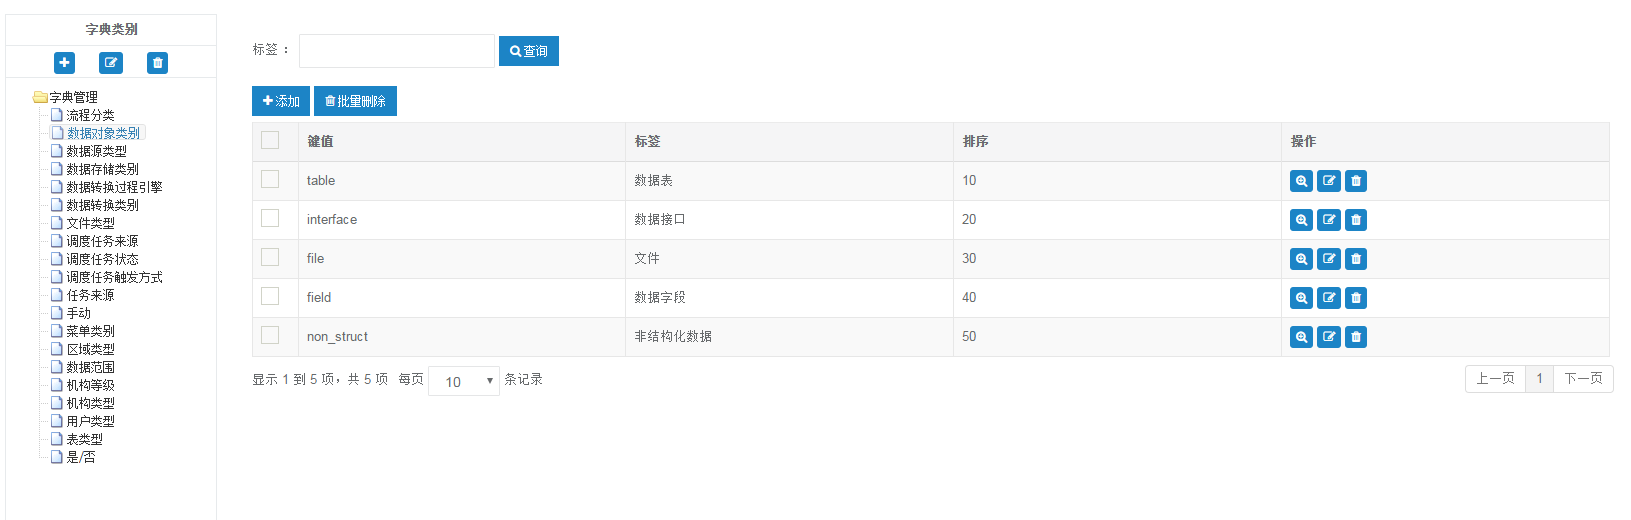 字典类别
字典管理
流程分类
数据对象类别
数据源类型
数据存储类别
数据转换过程引擎
数据转换类别
文件类型
调度任务来源
调度任务状态
调度任务触发方式
任务来源
手动
菜单类别
区域类型
数据范围
机构等级
机构类型
用户类型
表类型
是/否
标签： 查询
添加 批量删除
键值 标签 排序 操作
table 数据表 10
interface 数据接口 20
file 文件 30
field 数据字段 40
non_struct 非结构化数据 50
显示 1 到 5 项，共 5 项 每页 10 条记录 上一页 1 下一页